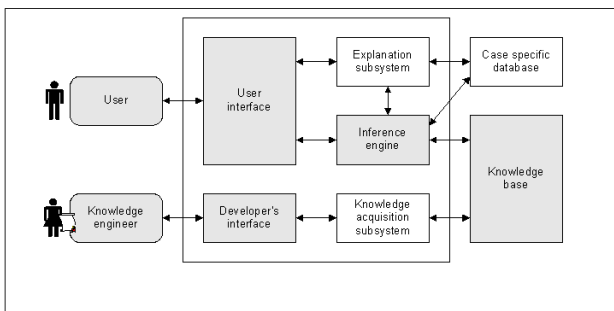 User
User
interface
Explanation
subsystem
Case specific
database
Inference
engine
Knowledge
base
Knowledge
engineer
Developer's
interface
Knowledge
acquisition
subsystem